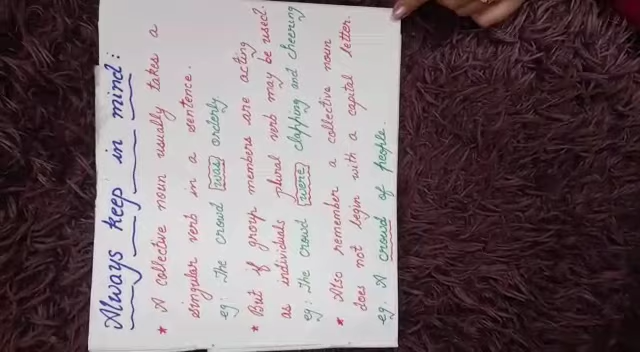 Always keep in mind:
* A collective noun usually takes a
singular verb in a sentence.
eg: The crowd was orderly.
* But if group members are acting
as individuals plural verb may be used.
eg: The crowd were clapping and cheering
* Also remember a collective noun
does not begin with a capital letter.
eg. A crowd of people.